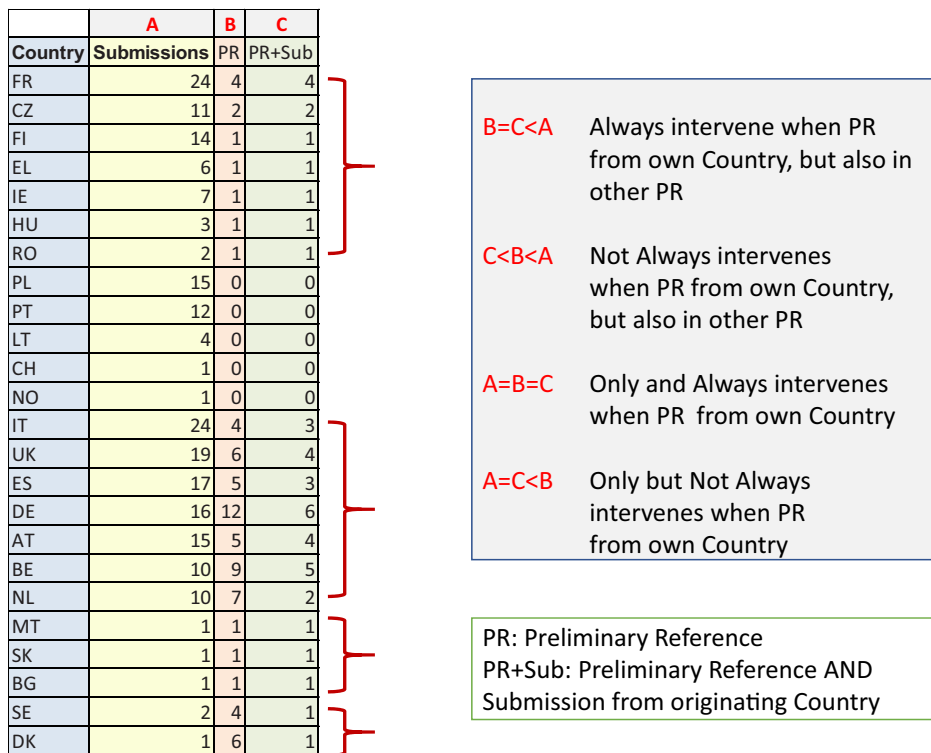 A B C
Country Submissions PR PR+Sub
FR 24 4 4
CZ 11 2 2
FI 14 1 1
EL 6 1 1
IE 7 1 1
HU 3 1 1
RO 2 1 1
PL 15 0 0
PT 12 0 0
LT 4 0 0
CH 1 0 0
NO 1 0 0
IT 24 4 3
UK 19 6 4
ES 17 5 3
DE 16 12 6
AT 15 5 4
BE 10 9 5
NL 10 7 2
MT 1 1 1
SK 1 1 1
BG 1 1 1
SE 2 4 1
DK 1 6 1
B=C<A Always intervene when PR
from own Country, but also in
other PR
C<B<A Not Always intervenes
when PR from own Country,
but also in other PR
A=B=C Only and Always intervenes
when PR from own Country
A=C<B Only but Not Always
intervenes when PR
from own Country
PR: Preliminary Reference
PR+Sub: Preliminary Reference AND
Submission from originating Country